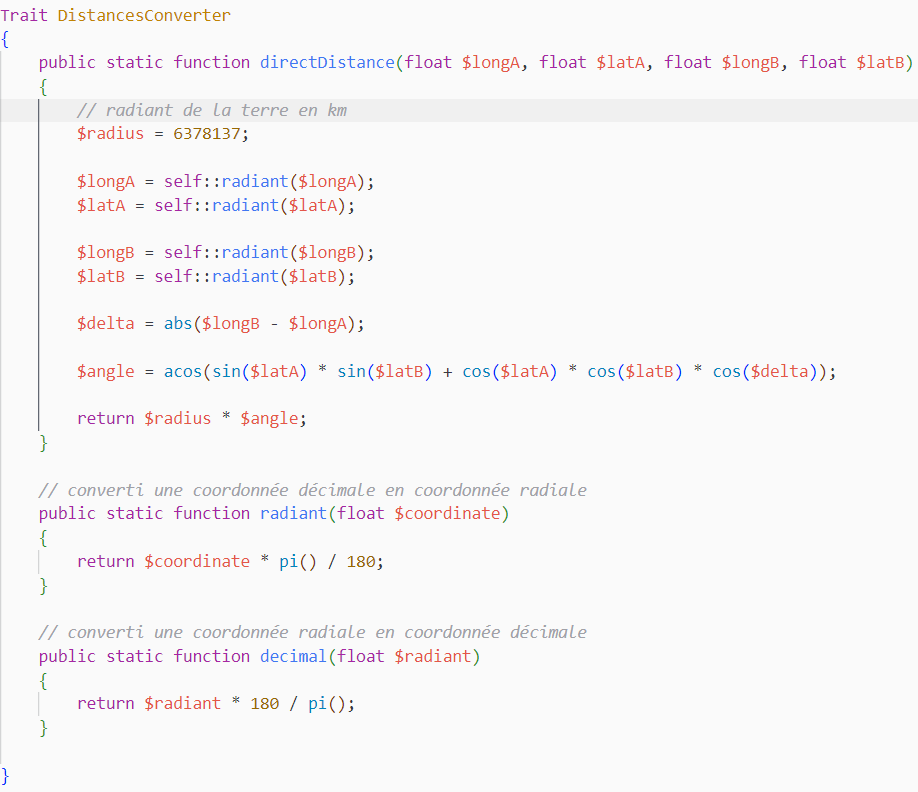 Trait DistancesConverter
{
    public static function directDistance(float $longA, float $latA, float $longB, float $latB)
    {
        // radiant de la terre en km
        $radius = 6378137;

        $longA = self::radiant($longA);
        $latA = self::radiant($latA);

        $longB = self::radiant($longB);
        $latB = self::radiant($latB);

        $delta = abs($longB - $longA);

        $angle = acos(sin($latA) * sin($latB) + cos($latA) * cos($latB) * cos($delta));

        return $radius * $angle;
    }

    // converti une coordonnée décimale en coordonnée radiale
    public static function radiant(float $coordinate)
    {
        return $coordinate * pi() / 180;
    }

    // converti une coordonnée radiale en coordonnée décimale
    public static function decimal(float $radiant)
    {
        return $radiant * 180 / pi();
    }

}